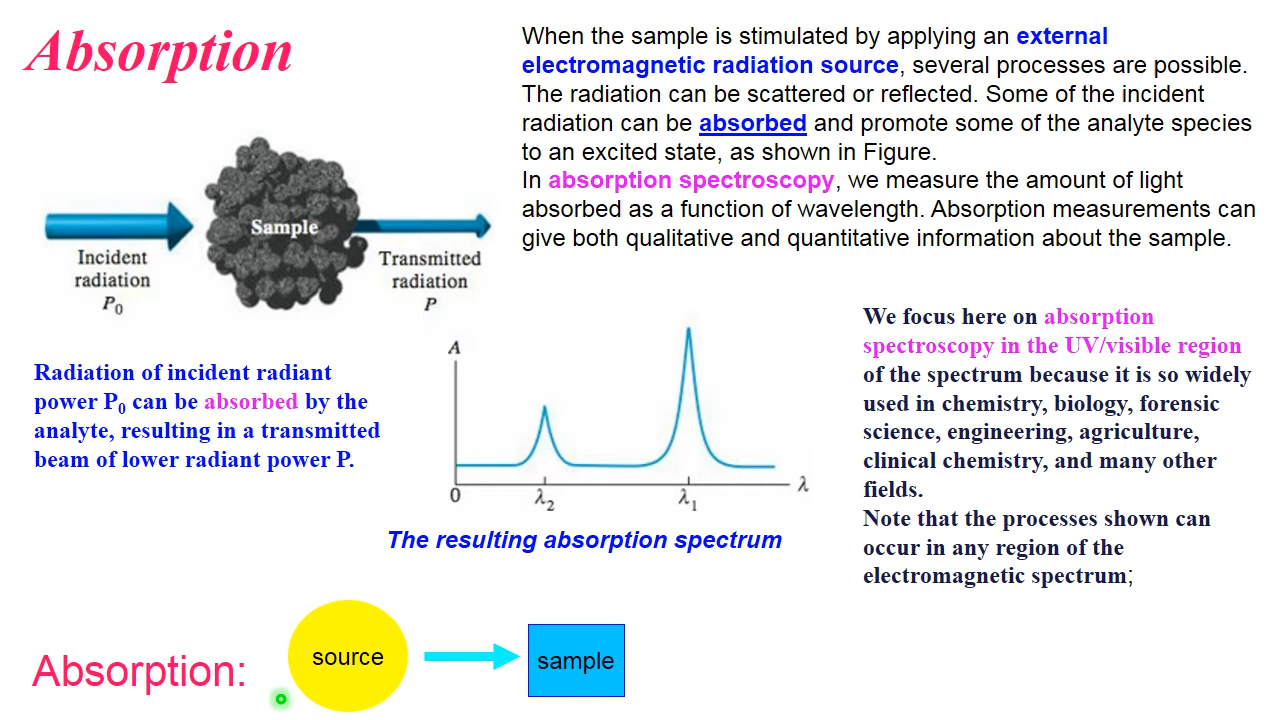 Absorption
When the sample is stimulated by applying an external
electromagnetic radiation source, several processes are possible.
The radiation can be scattered or reflected. Some of the incident
radiation can be absorbed and promote some of the analyte species
to an excited state, as shown in Figure.
In absorption spectroscopy, we measure the amount of light
absorbed as a function of wavelength. Absorption measurements can
give both qualitative and quantitative information about the sample.
Sample
Incident
radiation
P₀
Transmitted
radiation
P
Radiation of incident radiant
power P₀ can be absorbed by the
analyte, resulting in a transmitted
beam of lower radiant power P.
A
0
λ₂
λ₁
λ
The resulting absorption spectrum
We focus here on absorption
spectroscopy in the UV/visible region
of the spectrum because it is so widely
used in chemistry, biology, forensic
science, engineering, agriculture,
clinical chemistry, and many other
fields.
Note that the processes shown can
occur in any region of the
electromagnetic spectrum;
Absorption:
source
sample